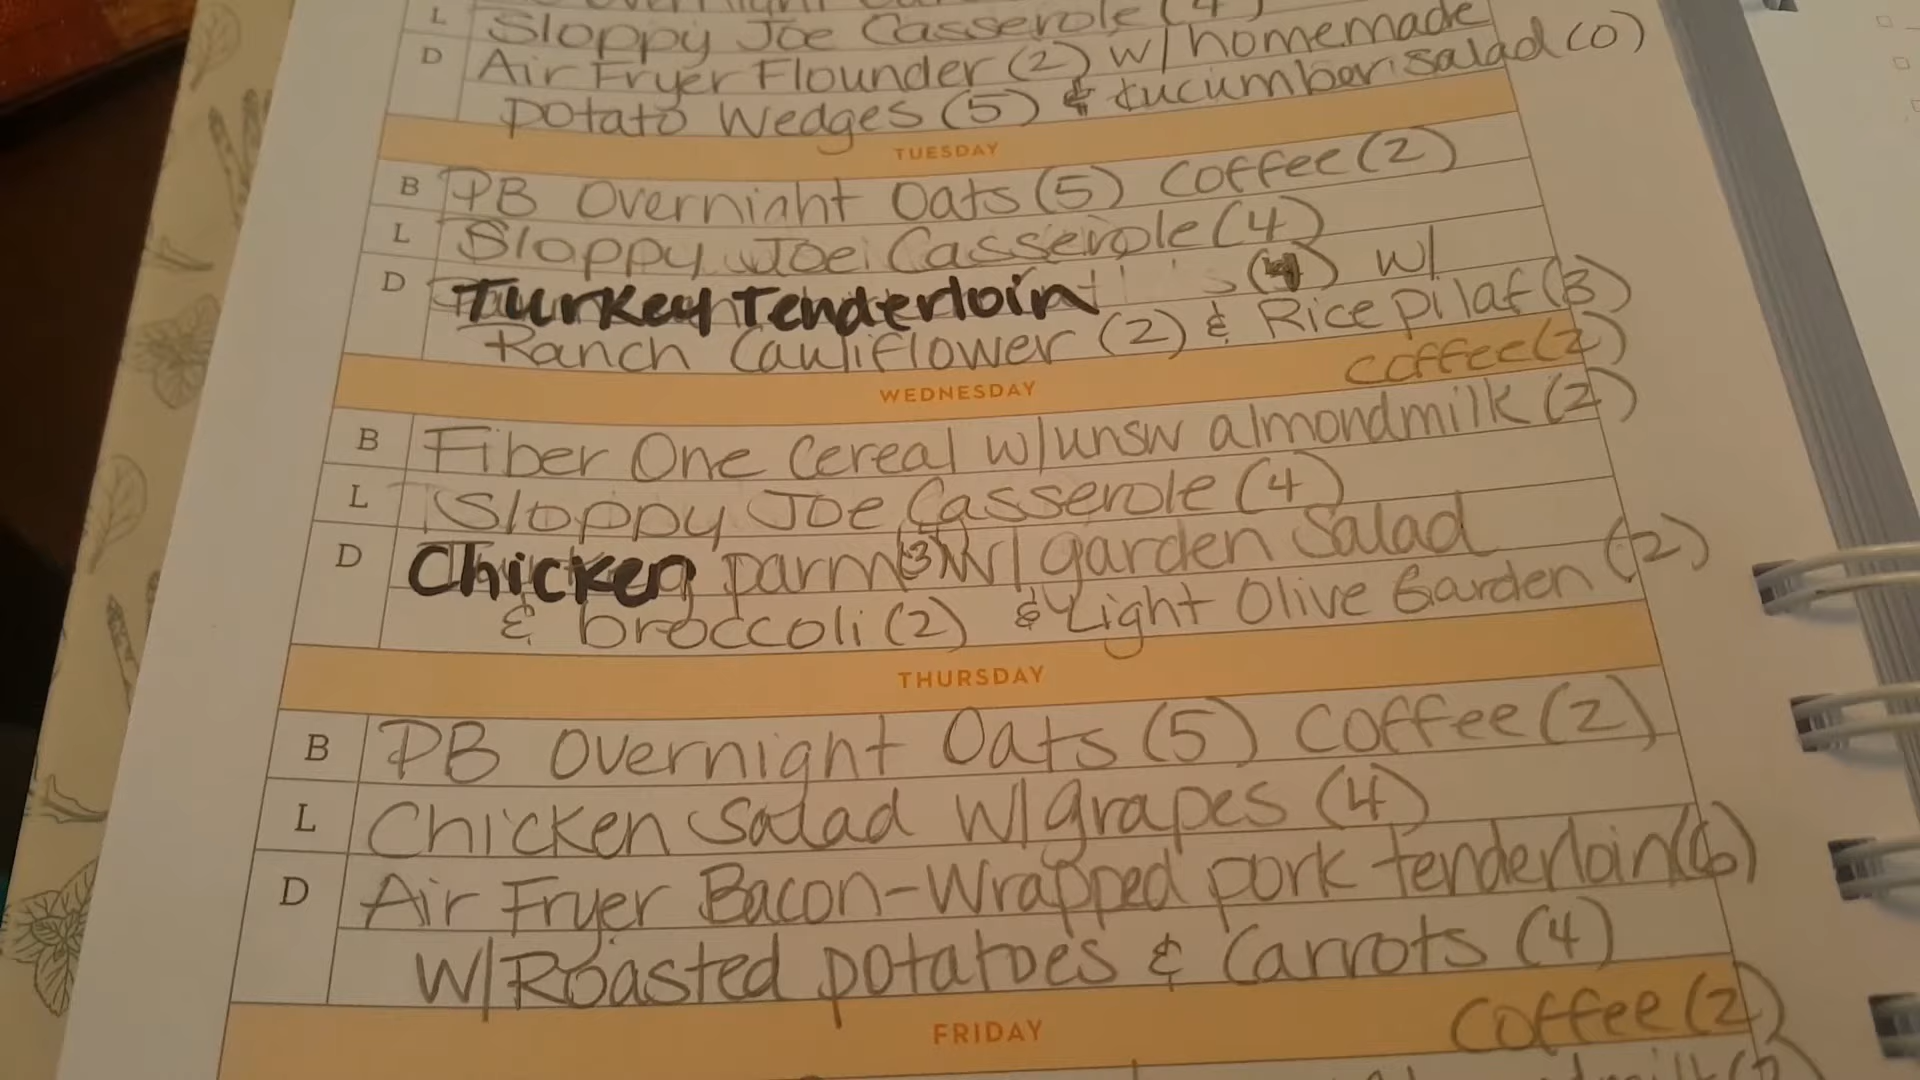 L Sloppy Joe Casserole (4)
D Air Fryer Flounder (2) w/ homemade
potato Wedges (5) & cucumber salad (0)
TUESDAY
B PB Overnight Oats (5) Coffee (2)
L Sloppy Joe Casserole (4)
D Turkey Tenderloin w/
Ranch Cauliflower (2) & Rice pilaf (3)
WEDNESDAY coffee (2)
B Fiber One Cereal w/ unsw almondmilk (2)
L Sloppy Joe Casserole (4)
D Chicken parm (3) w/ garden Salad
& broccoli (2) & Light Olive Garden (2)
THURSDAY
B PB Overnight Oats (5) Coffee (2)
L Chicken Salad w/ grapes (4)
D Air Fryer Bacon-Wrapped pork tenderloin (6)
W/ Roasted potatoes & Carrots (4)
FRIDAY Coffee (2)